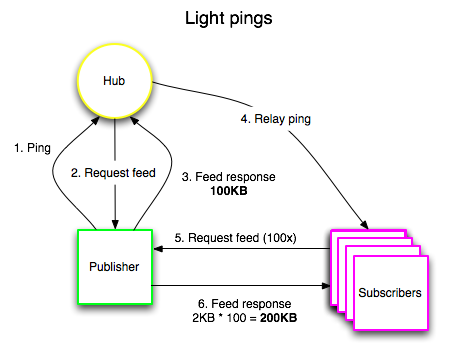 Light pings
Hub
4. Relay ping
1. Ping
2. Request feed
3. Feed response
100KB
5. Request feed (100x)
Publisher
Subscribers
6. Feed response
2KB * 100 = 200KB